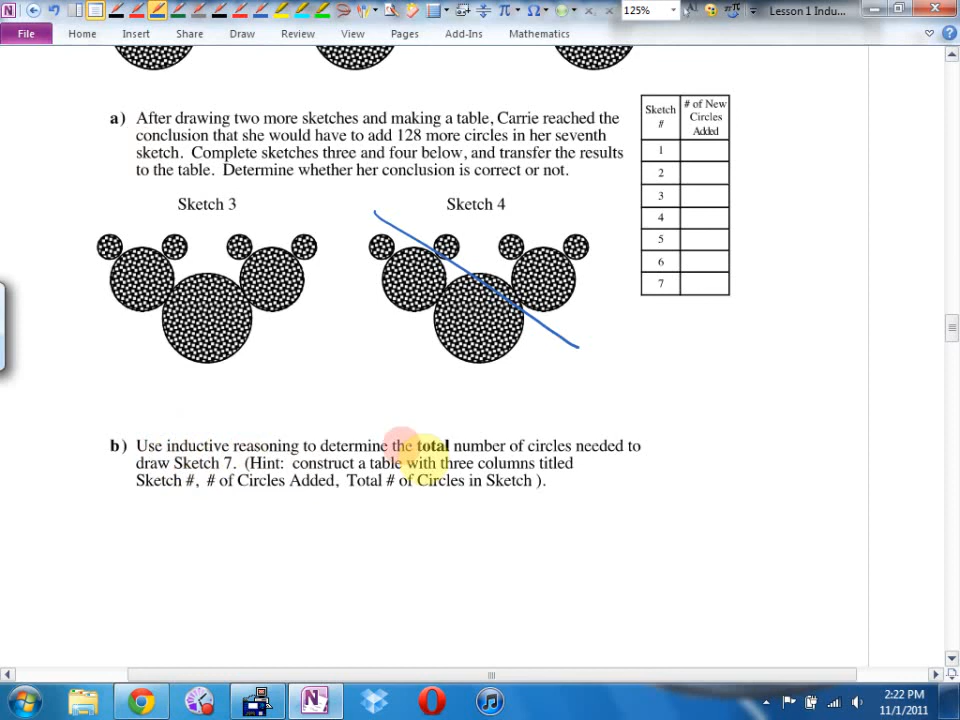 125%
Lesson 1 Indu...
File Home Insert Share Draw Review View Pages Add-Ins Mathematics
a) After drawing two more sketches and making a table, Carrie reached the
conclusion that she would have to add 128 more circles in her seventh
sketch. Complete sketches three and four below, and transfer the results
to the table. Determine whether her conclusion is correct or not.
Sketch 3
Sketch 4
Sketch
#
# of New
Circles
Added
1
2
3
4
5
6
7
b) Use inductive reasoning to determine the total number of circles needed to
draw Sketch 7. (Hint: construct a table with three columns titled
Sketch #, # of Circles Added, Total # of Circles in Sketch ).
2:22 PM
11/1/2011